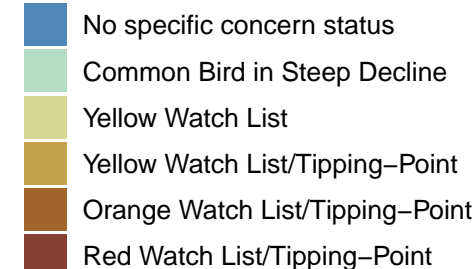 No specific concern status
Common Bird in Steep Decline
Yellow Watch List
Yellow Watch List/Tipping−Point
Orange Watch List/Tipping−Point
Red Watch List/Tipping−Point